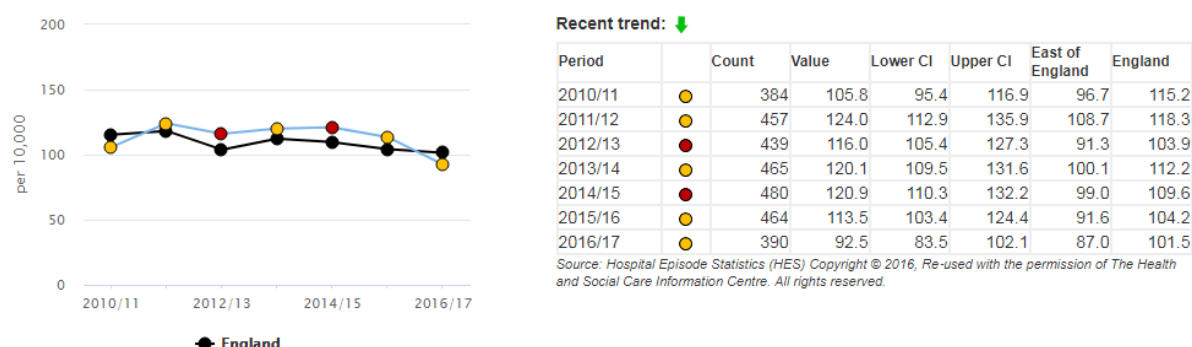 200
150
100
50
0
per 10,000
2010/11 2012/13 2014/15 2016/17
England
Recent trend:
Period Count Value Lower CI Upper CI East of England England
2010/11 384 105.8 95.4 116.9 96.7 115.2
2011/12 457 124.0 112.9 135.9 108.7 118.3
2012/13 439 116.0 105.4 127.3 91.3 103.9
2013/14 465 120.1 109.5 131.6 100.1 112.2
2014/15 480 120.9 110.3 132.2 99.0 109.6
2015/16 464 113.5 103.4 124.4 91.6 104.2
2016/17 390 92.5 83.5 102.1 87.0 101.5
Source: Hospital Episode Statistics (HES) Copyright © 2016, Re-used with the permission of The Health
and Social Care Information Centre. All rights reserved.